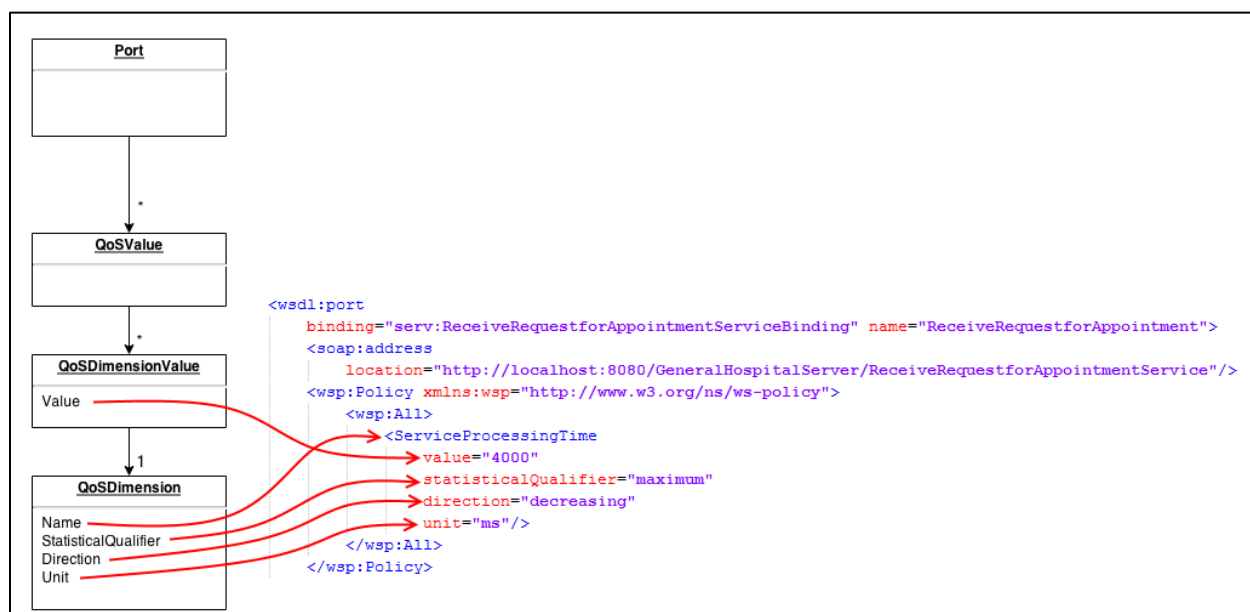 Port
*
QoSValue
*
QoSDimensionValue
Value
1
QoSDimension
Name
StatisticalQualifier
Direction
Unit
<wsdl:port
binding="serv:ReceiveRequestforAppointmentServiceBinding" name="ReceiveRequestforAppointment">
<soap:address
location="http://localhost:8080/GeneralHospitalServer/ReceiveRequestforAppointmentService"/>
<wsp:Policy xmlns:wsp="http://www.w3.org/ns/ws-policy">
<wsp:All>
<ServiceProcessingTime
value="4000"
statisticalQualifier="maximum"
direction="decreasing"
unit="ms"/>
</wsp:All>
</wsp:Policy>